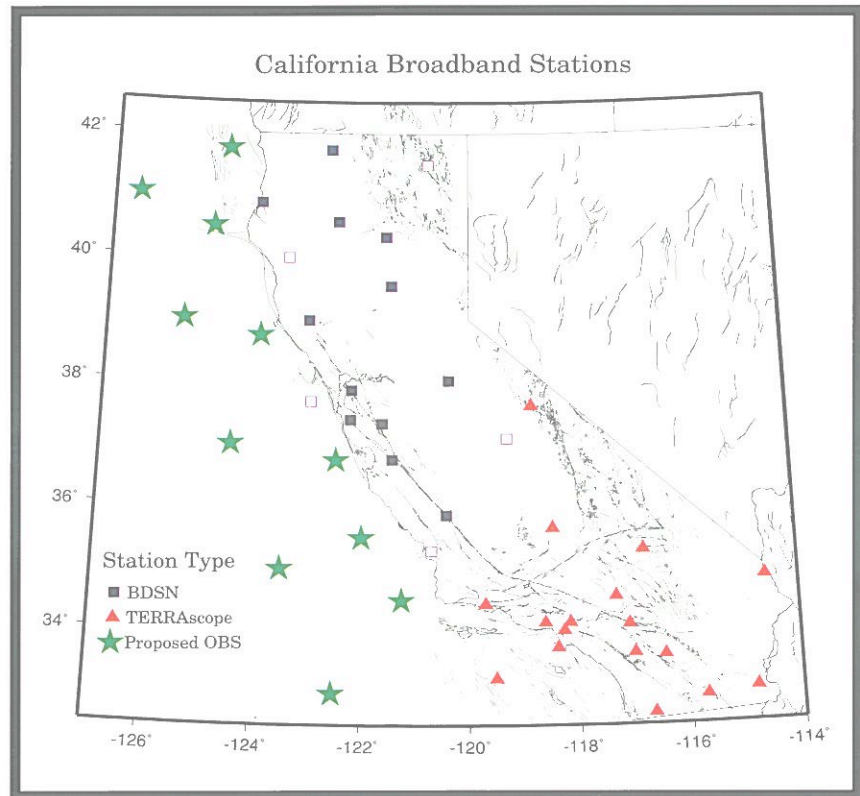 California Broadband Stations
42°
40°
38°
36°
34°
Station Type
BDSN
TERRAscope
Proposed OBS
-126° -124° -122° -120° -118° -116° -114°